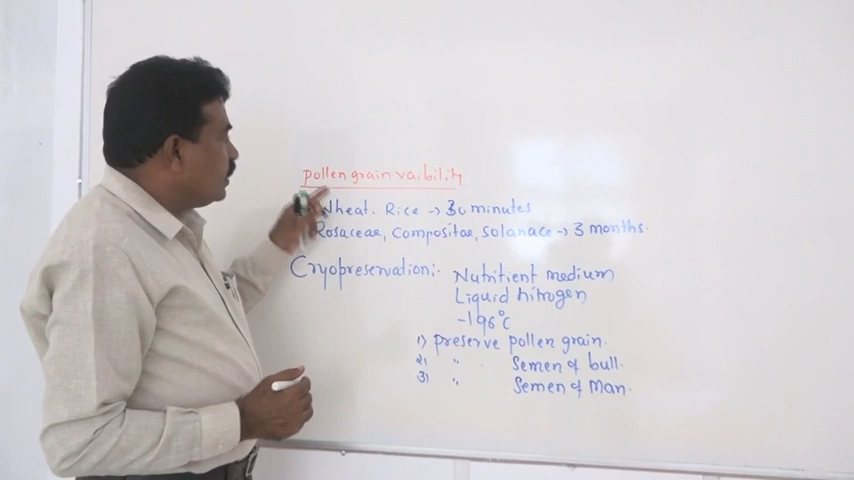 pollen grain vaibility
Wheat. Rice → 30 minutes
Rosaceae, Compositae, Solanace → 3 months.
Cryopreservation:- Nutritient medium
Liquid nitrogen
-196°C
1) preserve pollen grain.
2) " Semen of bull.
3) " Semen of Man.